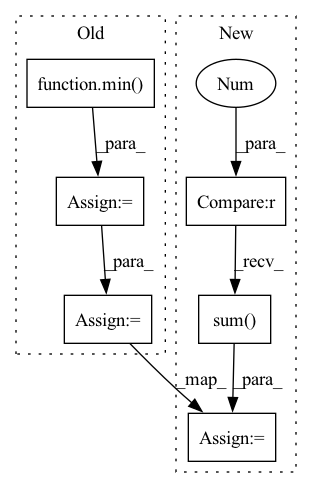 Old
New
function.min()
Num
_para_
_para_
Assign:=
Compare:r
_para_
_recv_
Assign:=
sum()
_map_
_para_
Assign:=